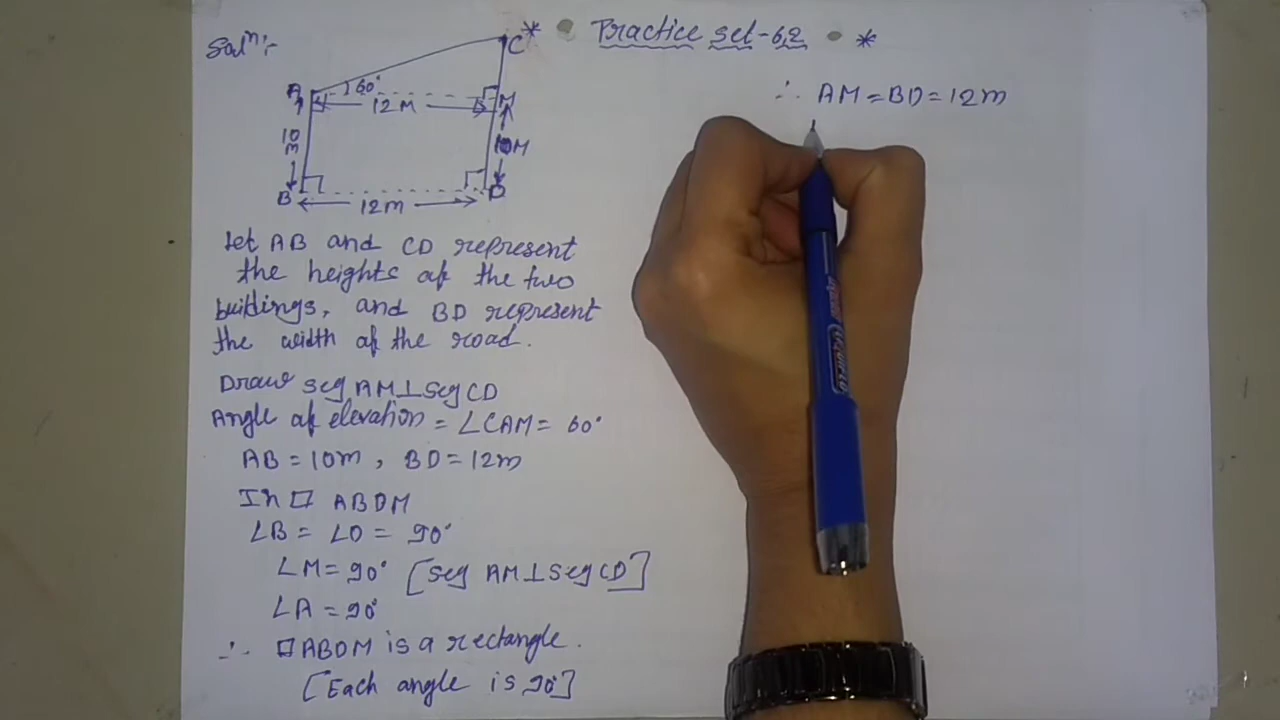 * Practice set-6.2 *
Solⁿ:-
C
A 60°
12M M
10
m
10M
B D
12m
Let AB and CD represent
the heights of the two
buildings, and BD represent
the width of the road.
Draw seg AM⊥seg CD
Angle of elevation = ∠CAM = 60°
AB = 10m, BD = 12m
In □ ABDM
∠B = ∠D = 90°
∠M = 90° [seg AM⊥seg CD]
∠A = 90°
∴ □ABDM is a rectangle.
[Each angle is 90°]
∴ AM = BD = 12m